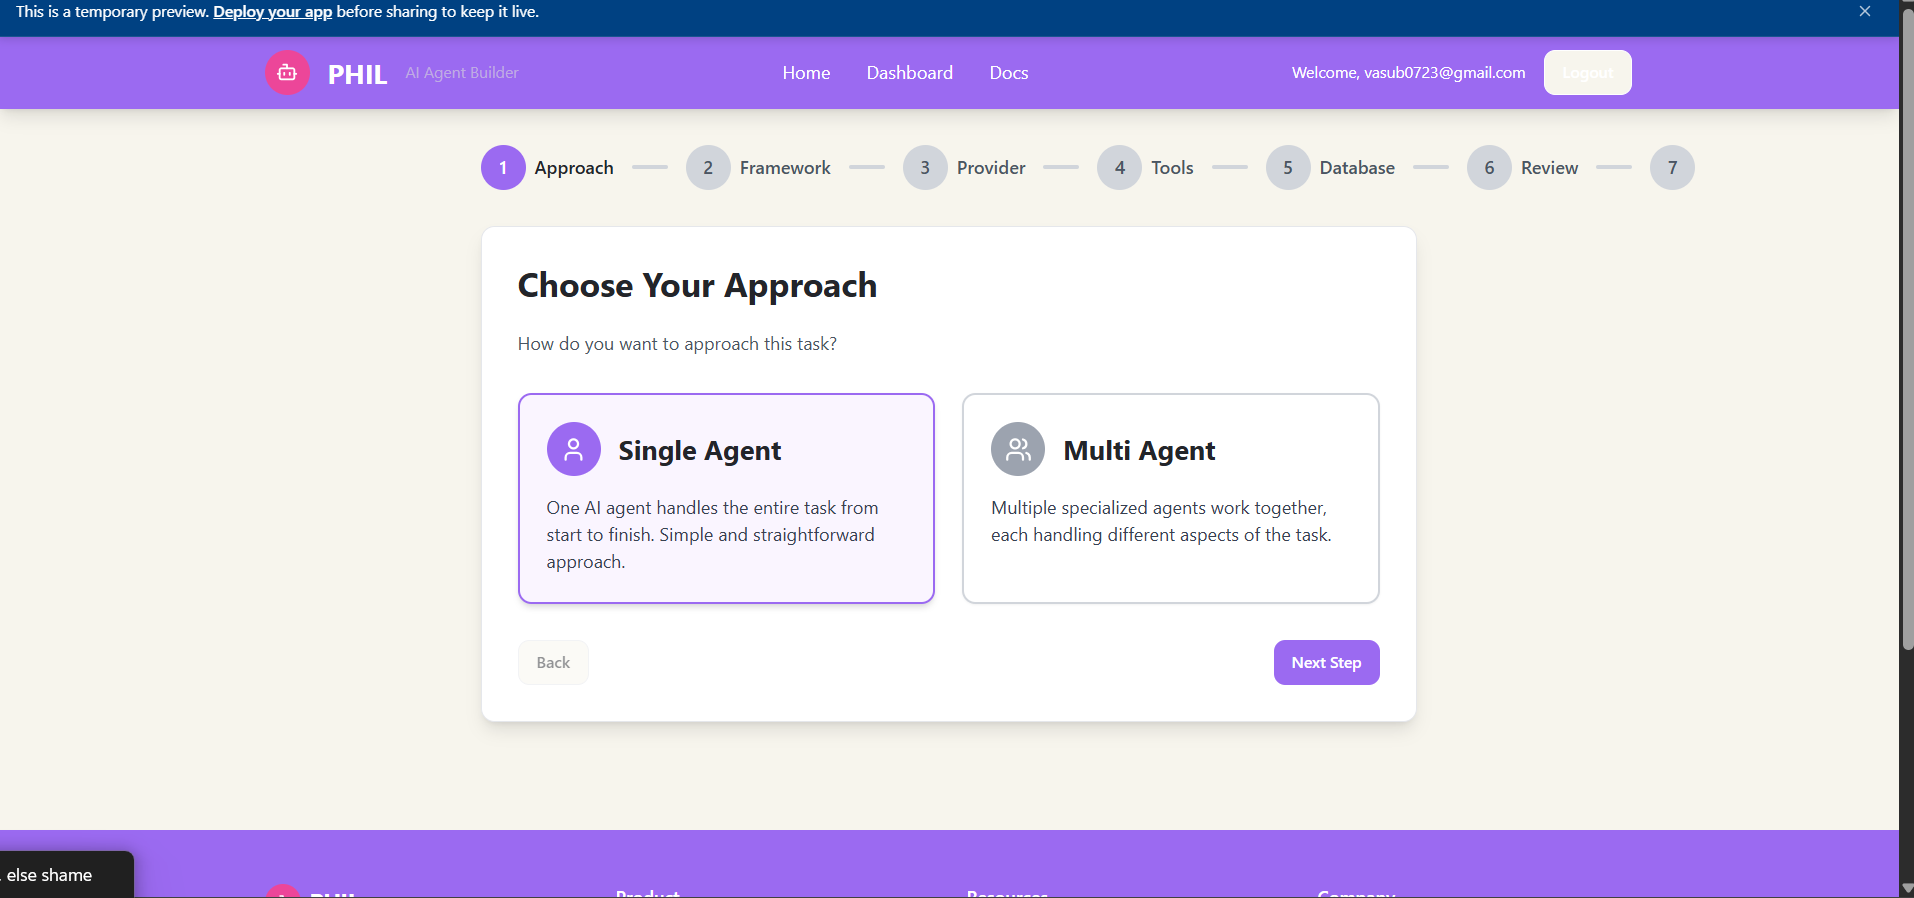 This is a temporary preview. Deploy your app before sharing to keep it live.
PHIL AI Agent Builder Home Dashboard Docs Welcome, vasub0723@gmail.com Logout
1 Approach 2 Framework 3 Provider 4 Tools 5 Database 6 Review 7
Choose Your Approach
How do you want to approach this task?
Single Agent
One AI agent handles the entire task from
start to finish. Simple and straightforward
approach.
Multi Agent
Multiple specialized agents work together,
each handling different aspects of the task.
Back Next Step
else shame
PHIL Product Resources Company